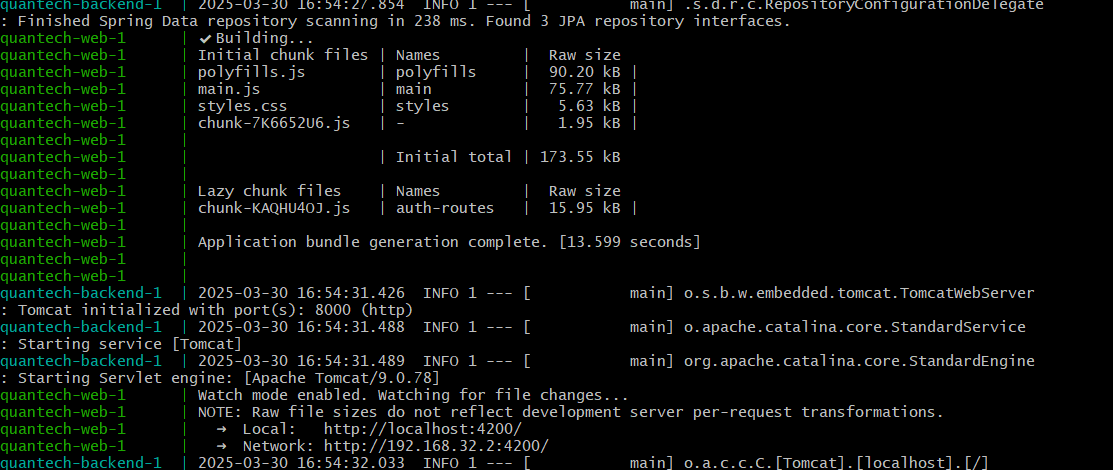 quantech-backend-1 | 2025-03-30 16:54:27.854 INFO 1 --- [ main] .s.d.r.c.RepositoryConfigurationDelegate
: Finished Spring Data repository scanning in 238 ms. Found 3 JPA repository interfaces.
quantech-web-1 | ✔Building...
quantech-web-1 | Initial chunk files | Names | Raw size
quantech-web-1 | polyfills.js | polyfills | 90.20 kB |
quantech-web-1 | main.js | main | 75.77 kB |
quantech-web-1 | styles.css | styles | 5.63 kB |
quantech-web-1 | chunk-7K6652U6.js | - | 1.95 kB |
quantech-web-1 |
quantech-web-1 | | Initial total | 173.55 kB
quantech-web-1 |
quantech-web-1 | Lazy chunk files | Names | Raw size
quantech-web-1 | chunk-KAQHU4OJ.js | auth-routes | 15.95 kB |
quantech-web-1 |
quantech-web-1 | Application bundle generation complete. [13.599 seconds]
quantech-web-1 |
quantech-web-1 |
quantech-backend-1 | 2025-03-30 16:54:31.426 INFO 1 --- [ main] o.s.b.w.embedded.tomcat.TomcatWebServer
: Tomcat initialized with port(s): 8000 (http)
quantech-backend-1 | 2025-03-30 16:54:31.488 INFO 1 --- [ main] o.apache.catalina.core.StandardService
: Starting service [Tomcat]
quantech-backend-1 | 2025-03-30 16:54:31.489 INFO 1 --- [ main] org.apache.catalina.core.StandardEngine
: Starting Servlet engine: [Apache Tomcat/9.0.78]
quantech-web-1 | Watch mode enabled. Watching for file changes...
quantech-web-1 | NOTE: Raw file sizes do not reflect development server per-request transformations.
quantech-web-1 | ➜ Local: http://localhost:4200/
quantech-web-1 | ➜ Network: http://192.168.32.2:4200/
quantech-backend-1 | 2025-03-30 16:54:32.033 INFO 1 --- [ main] o.a.c.c.C.[Tomcat].[localhost].[/]